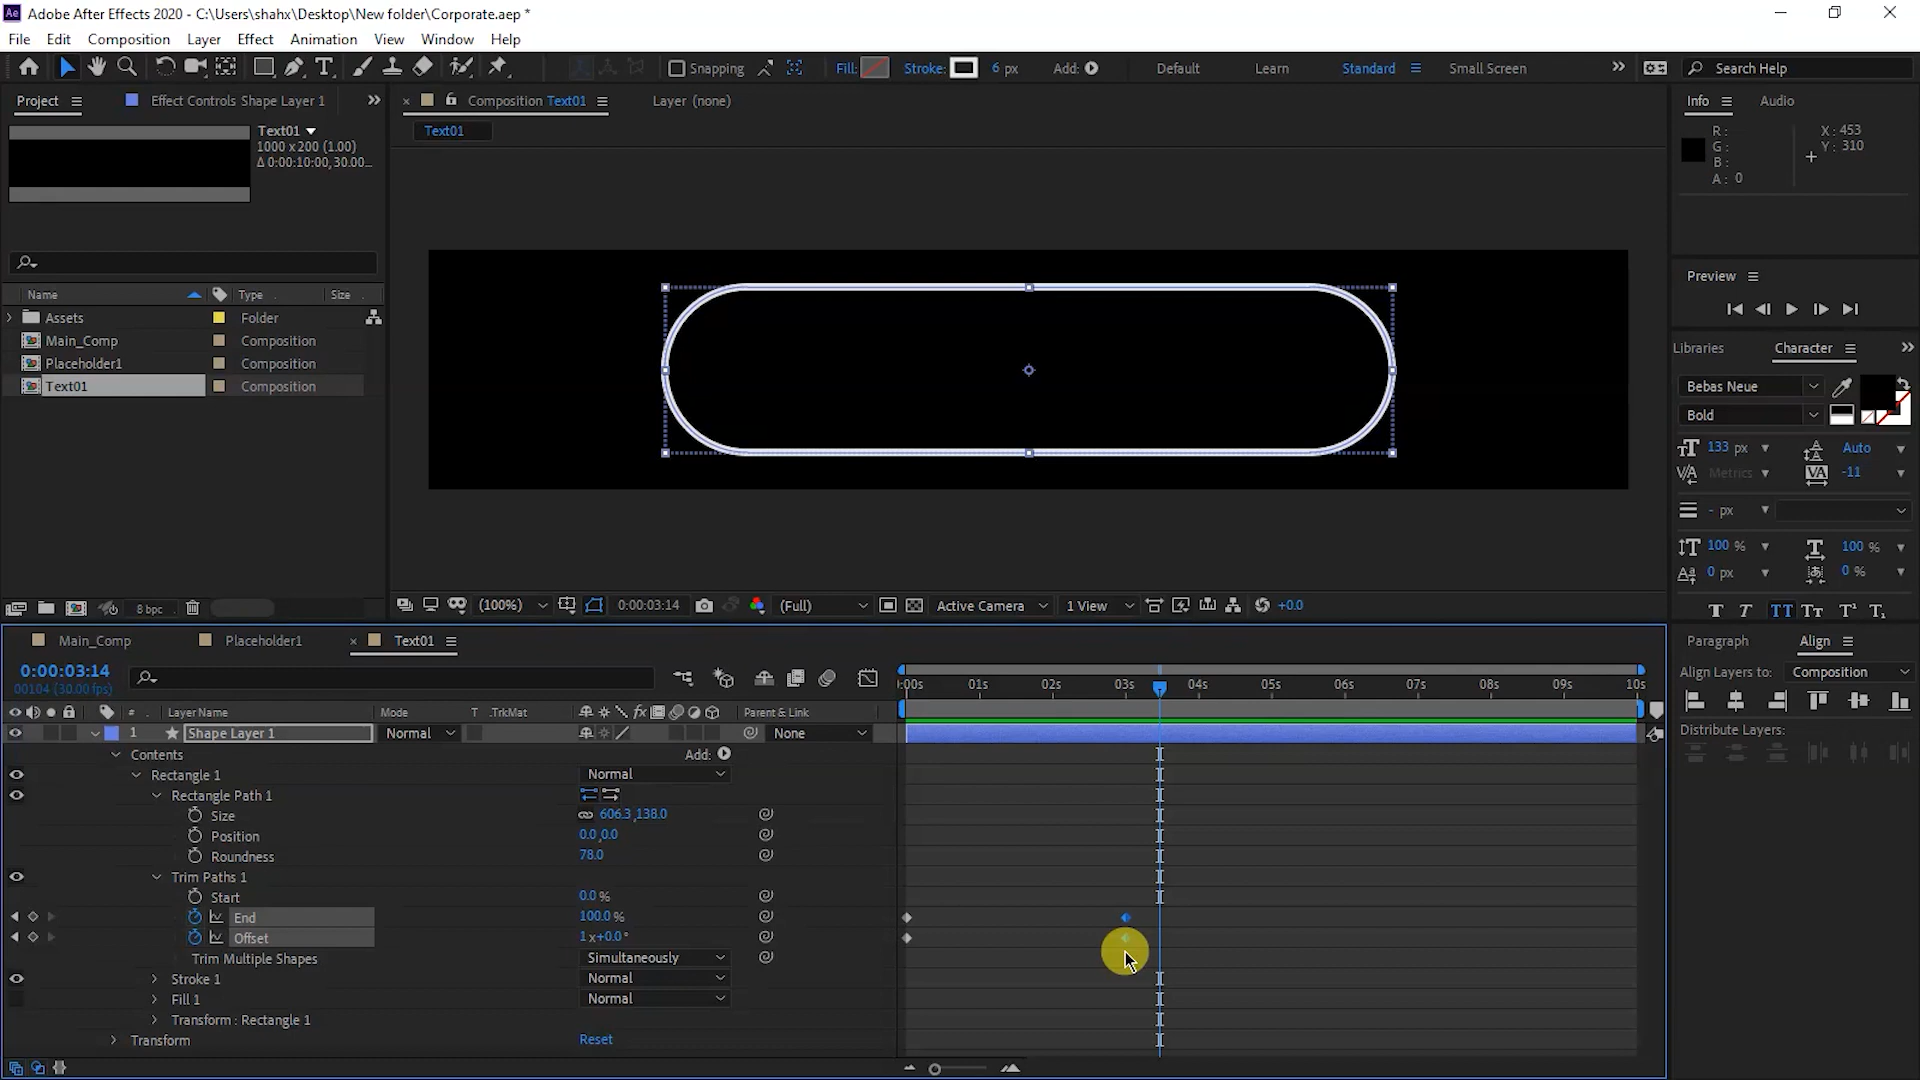 Adobe After Effects 2020 - C:\Users\shahx\Desktop\New folder\Corporate.aep *
File Edit Composition Layer Effect Animation View Window Help
Snapping Fill: Stroke: 6 px Add: Default Learn Standard Small Screen Search Help
Project Effect Controls Shape Layer 1 Composition Text01 Layer (none) Info Audio
Text01
1000 x 200 (1.00)
Δ 0:00:10:00,30.00...
Text01
R:
G:
B:
A: 0
X: 453
Y: 310
Preview
Name Type Size
Assets Folder
Main_Comp Composition
Placeholder1 Composition
Text01 Composition
Libraries Character
Bebas Neue
Bold
133 px Auto
Metrics -11
- px
100 % 100 %
0 px 0 %
8 bpc (100%) 0:00:03:14 (Full) Active Camera 1 View +0.0
Main_Comp Placeholder1 Text01
0:00:03:14
00104 (30.00 fps)
:00s 01s 02s 03s 04s 05s 06s 07s 08s 09s 10s
# Layer Name Mode T .TrkMat Parent & Link
1 Shape Layer 1 Normal None
Contents Add:
Rectangle 1 Normal
Rectangle Path 1
Size 606.3,138.0
Position 0.0,0.0
Roundness 78.0
Trim Paths 1
Start 0.0 %
End 100.0 %
Offset 1x+0.0°
Trim Multiple Shapes Simultaneously
Stroke 1 Normal
Fill 1 Normal
Transform : Rectangle 1
Transform Reset
Paragraph Align
Align Layers to: Composition
Distribute Layers: